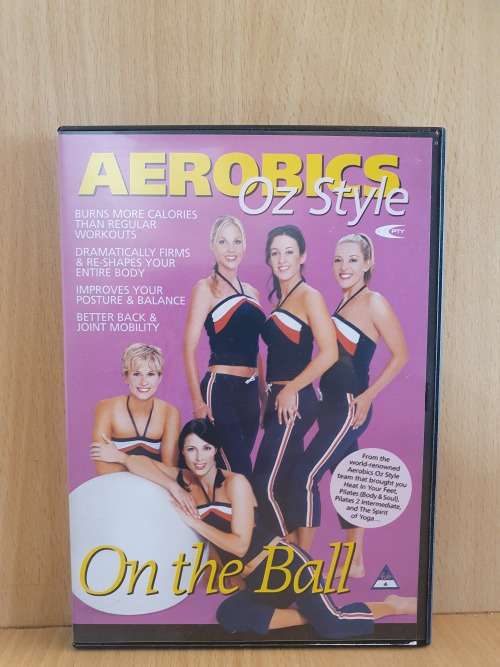 AEROBICS
Oz Style
PTY
BURNS MORE CALORIES
THAN REGULAR
WORKOUTS
DRAMATICALLY FIRMS
& RE-SHAPES YOUR
ENTIRE BODY
IMPROVES YOUR
POSTURE & BALANCE
BETTER BACK &
JOINT MOBILITY
From the
world-renowned
Aerobics Oz Style
team that brought you
Heat In Your Feet,
Pilates (Body & Soul),
Pilates 2 Intermediate,
and The Spirit
of Yoga...
On the Ball